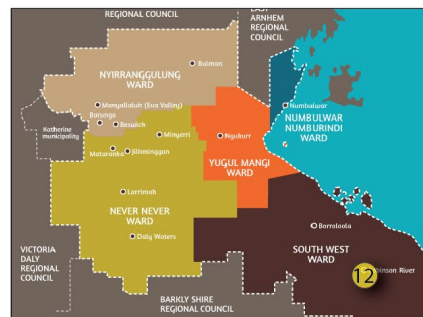 REGIONAL COUNCIL
EAST
ARNHEM
REGIONAL
COUNCIL
Bulman
NYIRRANGGULUNG
WARD
Manyallaluk (Eva Valley)
Barunga
Beswick
Katherine
municipality
Minyerri
Ngukurr
Numbulwar
NUMBULWAR
NUMBURINDI
WARD
Mataranka
Jilkminggan
YUGUL MANGI
WARD
Larrimah
NEVER NEVER
WARD
Daly Waters
Borroloola
SOUTH WEST
WARD
VICTORIA
DALY
REGIONAL
COUNCIL
12
binson River
BARKLY SHIRE
REGIONAL COUNCIL